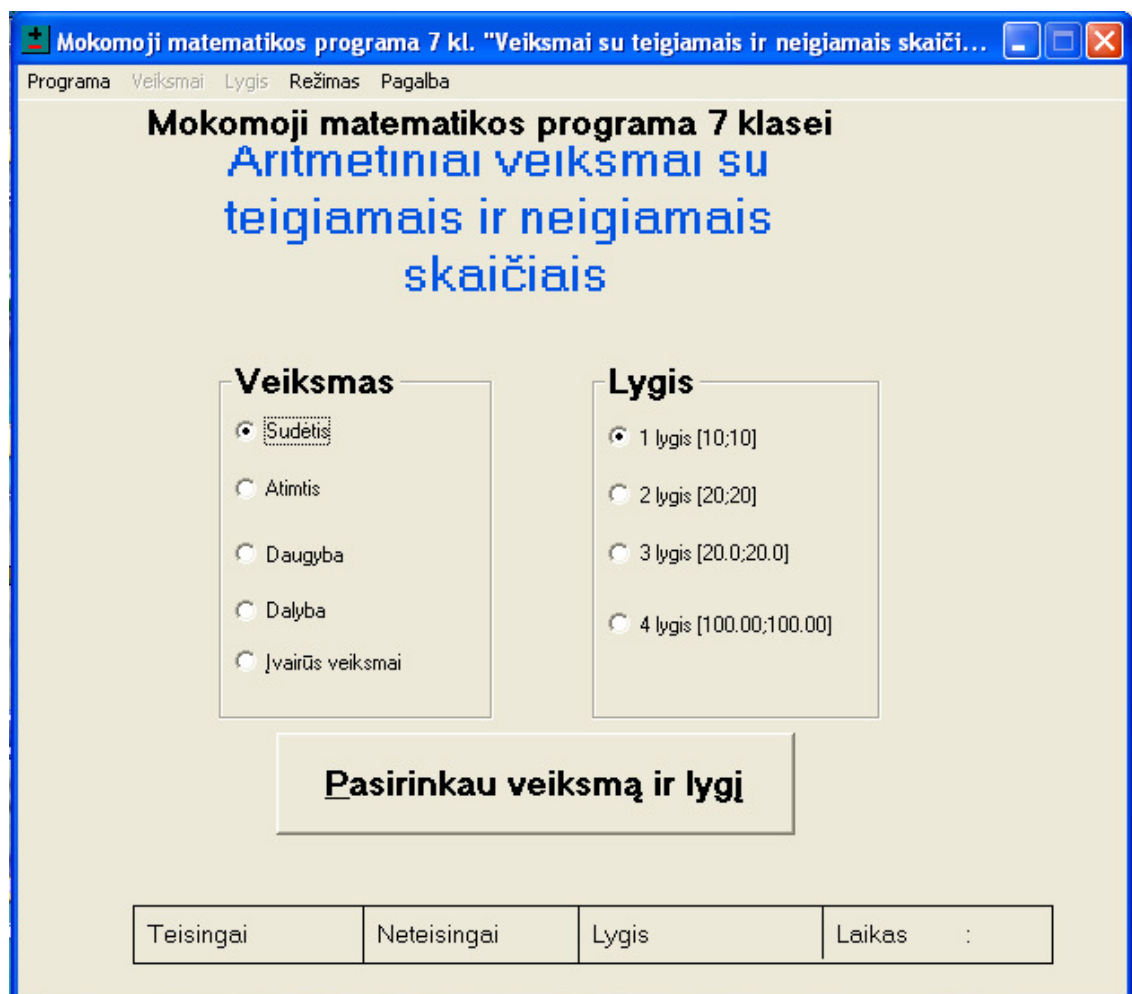 Mokomoji matematikos programa 7 kl. "Veiksmai su teigiamais ir neigiamais skaiči...
Programa Veiksmai Lygis Režimas Pagalba
Mokomoji matematikos programa 7 klasei
Aritmetiniai veiksmai su
teigiamais ir neigiamais
skaičiais
Veiksmas
Sudėtis
Atimtis
Daugyba
Dalyba
Įvairūs veiksmai
Lygis
1 lygis [10;10]
2 lygis [20;20]
3 lygis [20.0;20.0]
4 lygis [100.00;100.00]
Pasirinkau veiksmą ir lygį
Teisingai Neteisingai Lygis Laikas :